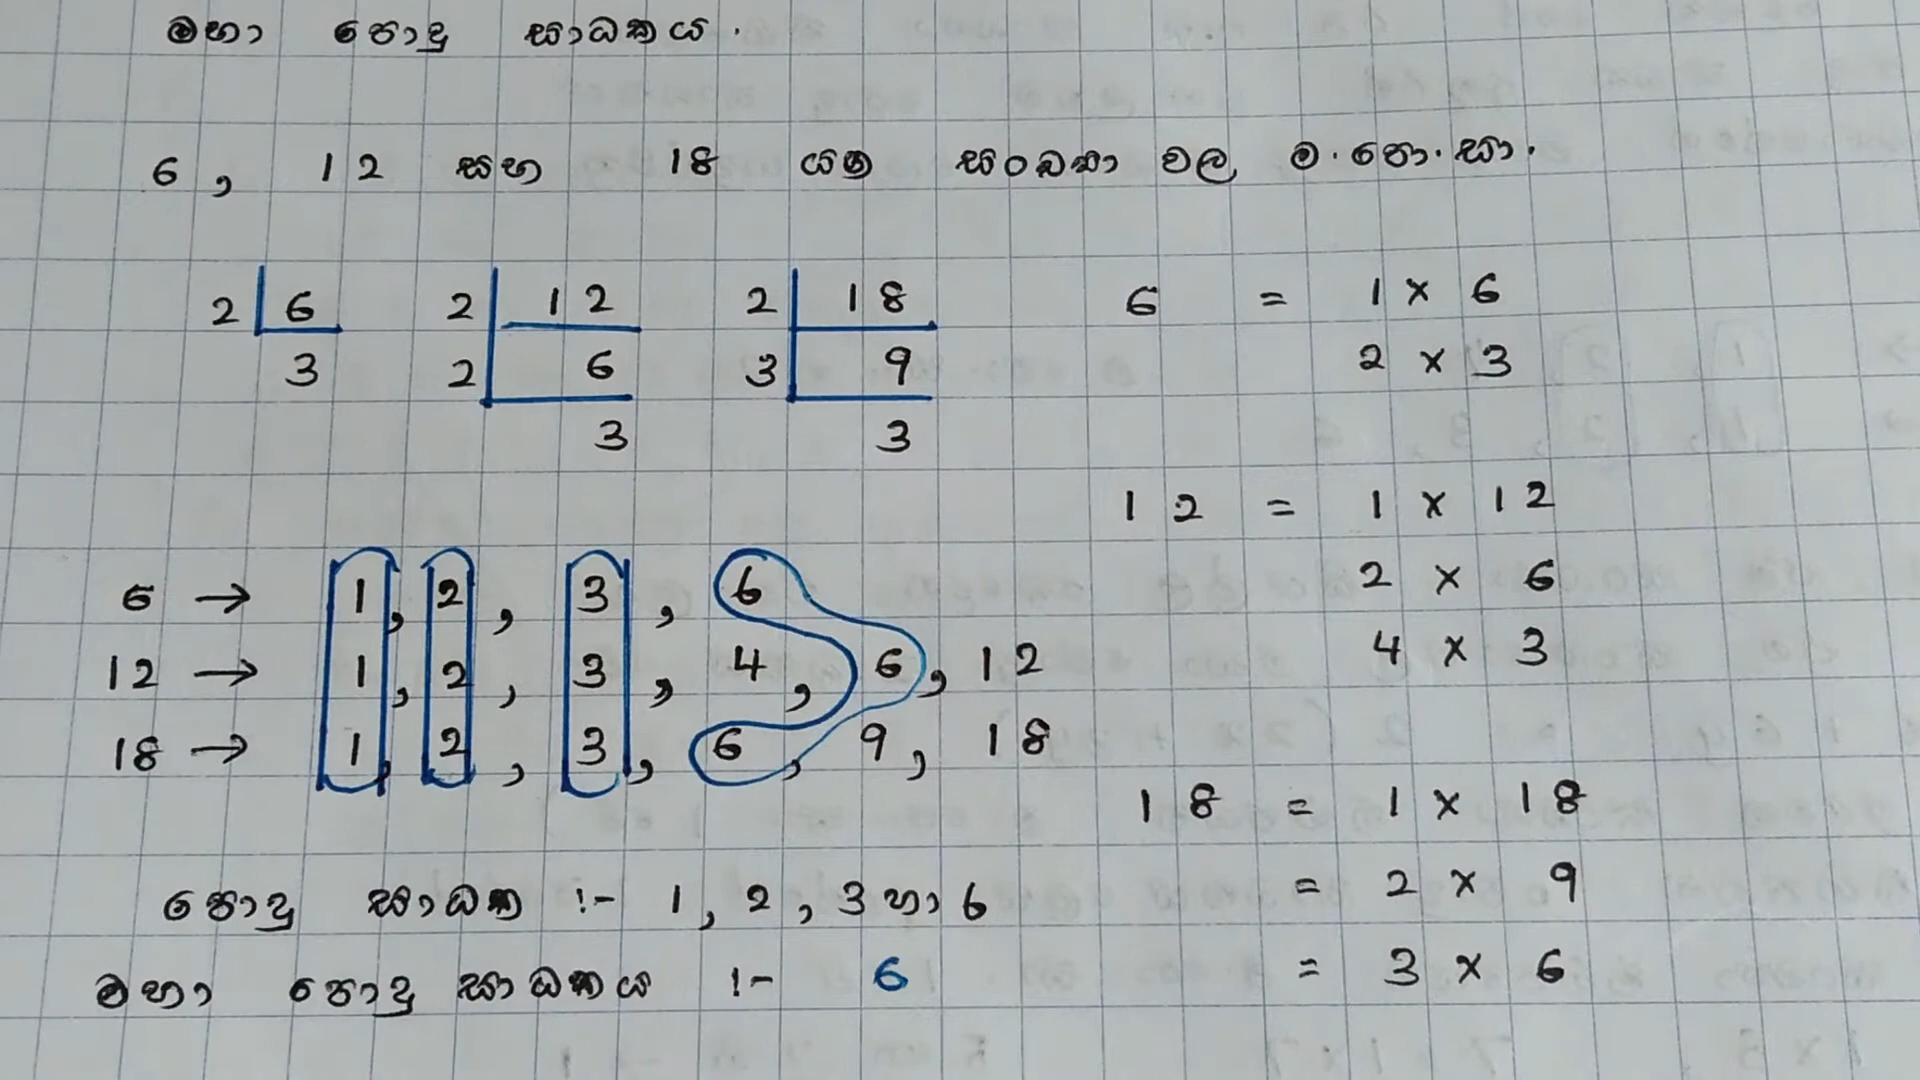 මහා පොදු සාධකය.
6, 12 සහ 18 යන සංඛ්‍යා වල ම.පො.සා.
2 | 6
3
2 | 12
2 | 6
3
2 | 18
3 | 9
3
6 = 1 × 6
2 × 3
12 = 1 × 12
2 × 6
4 × 3
6 → 1, 2, 3, 6
12 → 1, 2, 3, 4, 6, 12
18 → 1, 2, 3, 6, 9, 18
18 = 1 × 18
= 2 × 9
= 3 × 6
පොදු සාධක :- 1, 2, 3 හා 6
මහා පොදු සාධකය :- 6